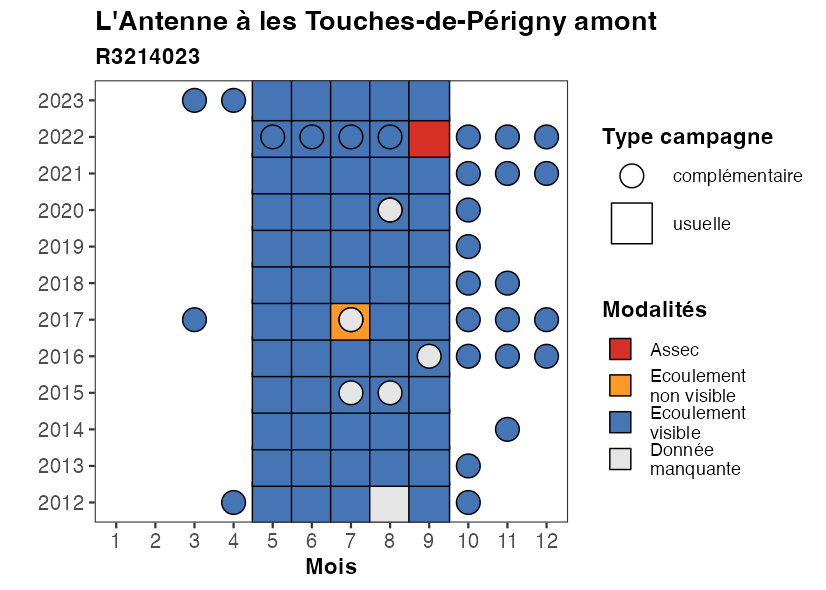 L'Antenne à les Touches-de-Périgny amont
R3214023
2023
2022
2021
2020
2019
2018
2017
2016
2015
2014
2013
2012
1 2 3 4 5 6 7 8 9 10 11 12
Mois
Type campagne
complémentaire
usuelle
Modalités
Assec
Ecoulement
non visible
Ecoulement
visible
Donnée
manquante